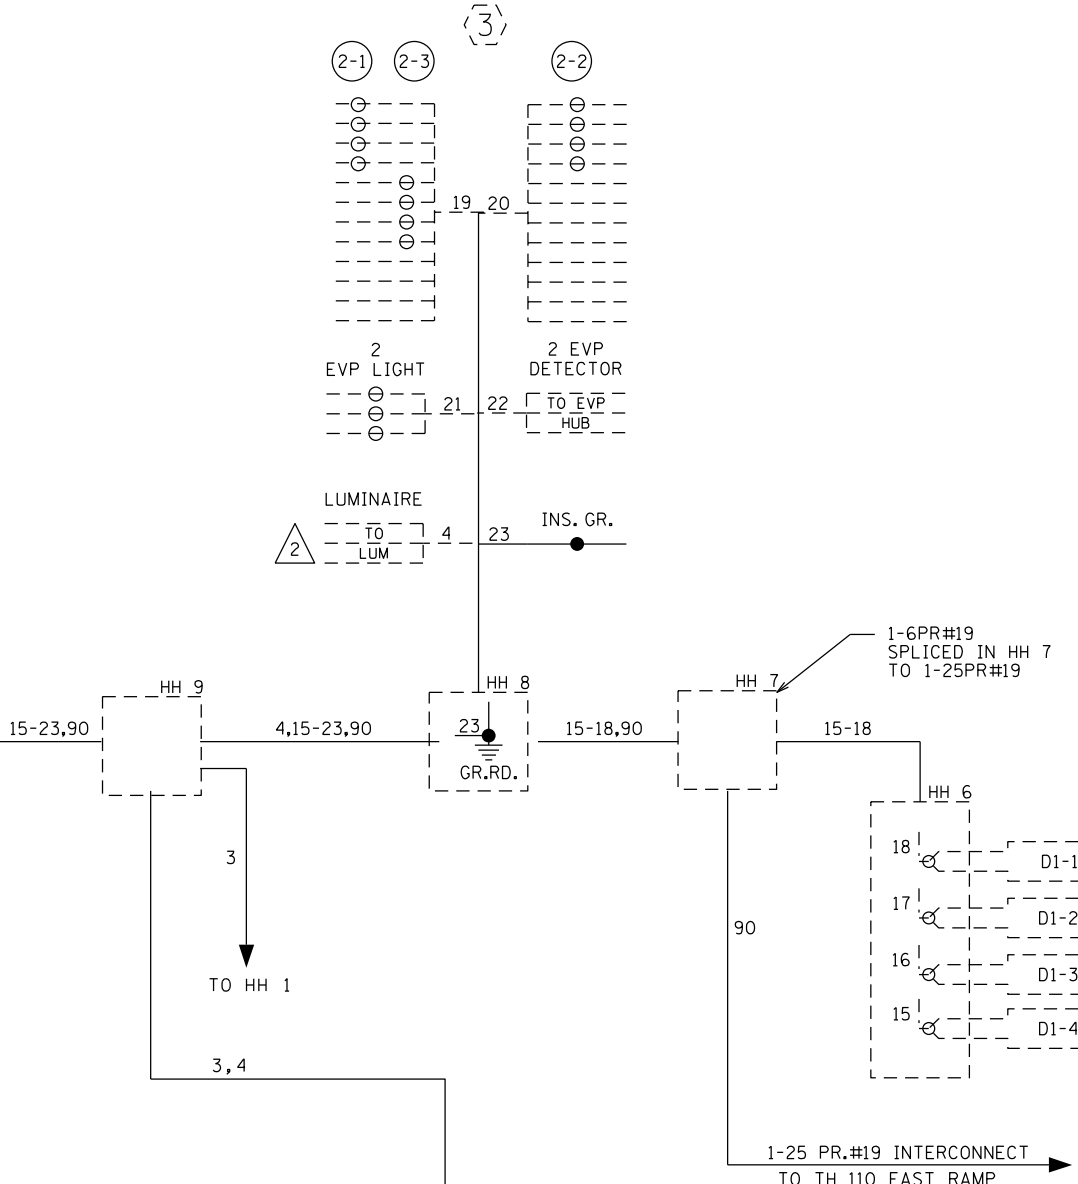 3
2-1 2-3 2-2
19 20
2
EVP LIGHT
2 EVP
DETECTOR
21 22
TO EVP
HUB
LUMINAIRE
2
TO
LUM
4 23
INS. GR.
1-6PR#19
SPLICED IN HH 7
TO 1-25PR#19
HH 9
HH 8
HH 7
15-23,90
4,15-23,90
23
GR.RD.
15-18,90
15-18
HH 6
18
D1-1
17
D1-2
16
D1-3
15
D1-4
3
TO HH 1
90
3,4
1-25 PR.#19 INTERCONNECT
TO TH 110 EAST RAMP